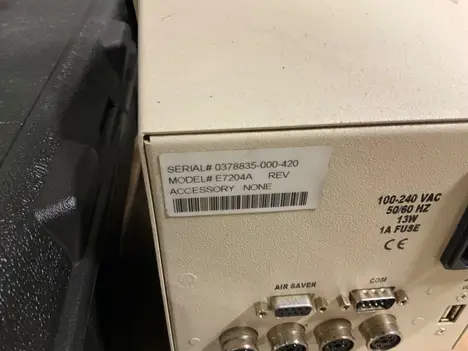 SERIAL# 0378835-000-420
MODEL# E7204A REV
ACCESSORY NONE
100-240 VAC
50/60 HZ
13W
1A FUSE
CE
AIR SAVER
COM